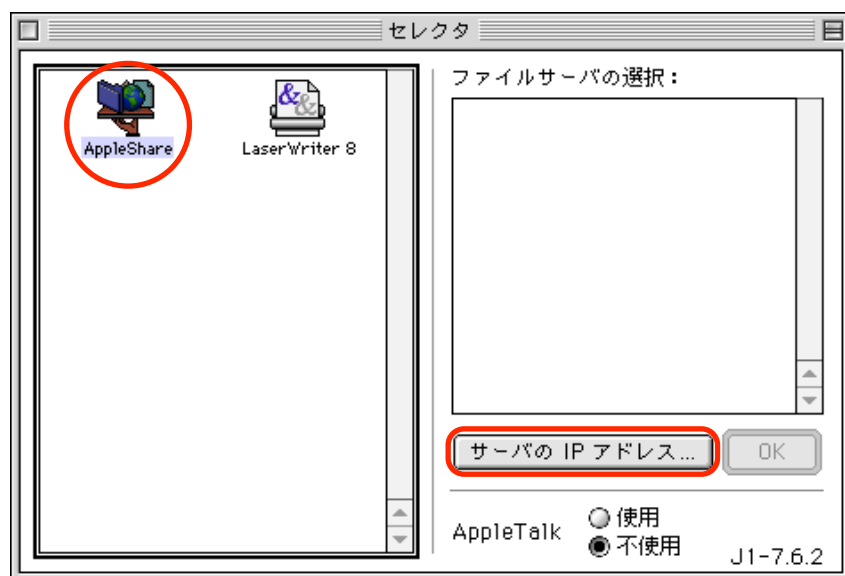 セレクタ
AppleShare
LaserWriter 8
ファイルサーバの選択：
サーバの IP アドレス...
OK
AppleTalk
使用
不使用
J1-7.6.2